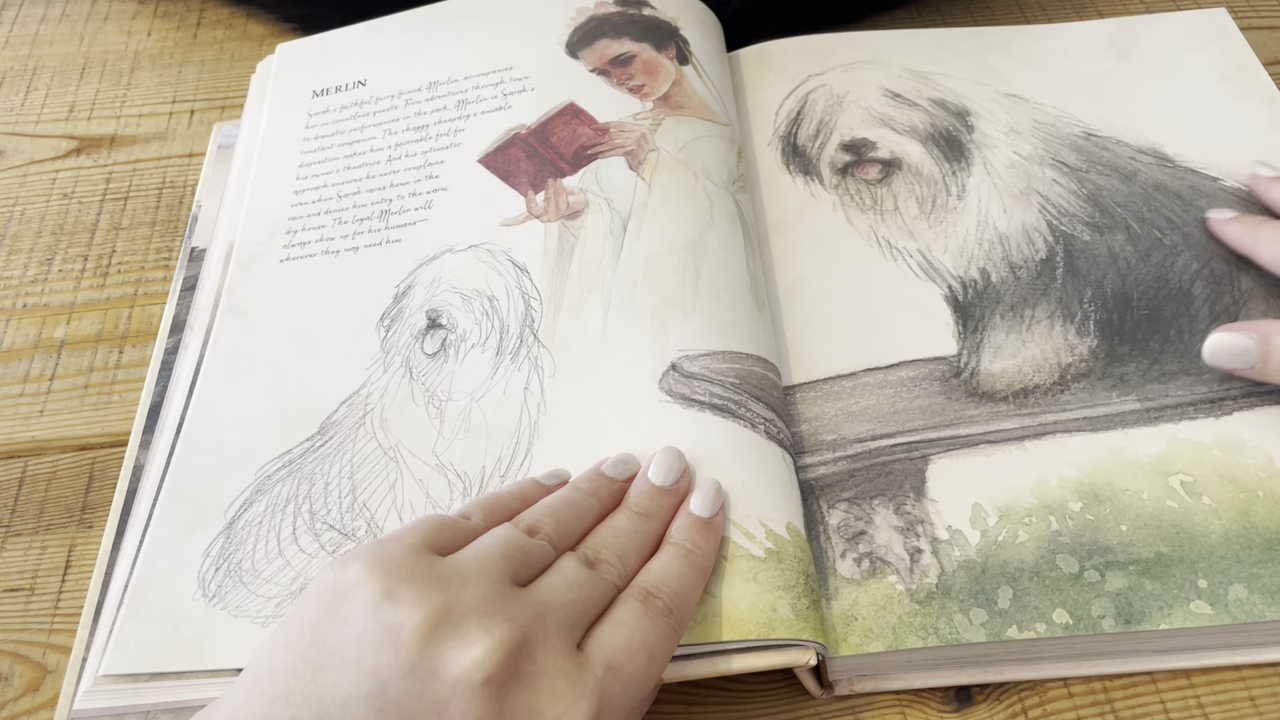 MERLIN
Sarah's faithful furry friend Merlin accompanies
her on countless quests. From adventures through town
to dramatic performances in the park, Merlin is Sarah's
constant companion. The shaggy sheepdog's amiable
disposition makes him a favorable foil for
his owner's theatrics. And his optimistic
approach ensures he never complains,
even when Sarah races home in the
rain and denies him entry to the warm,
dry house. The loyal Merlin will
always show up for his humans—
wherever they may need him.